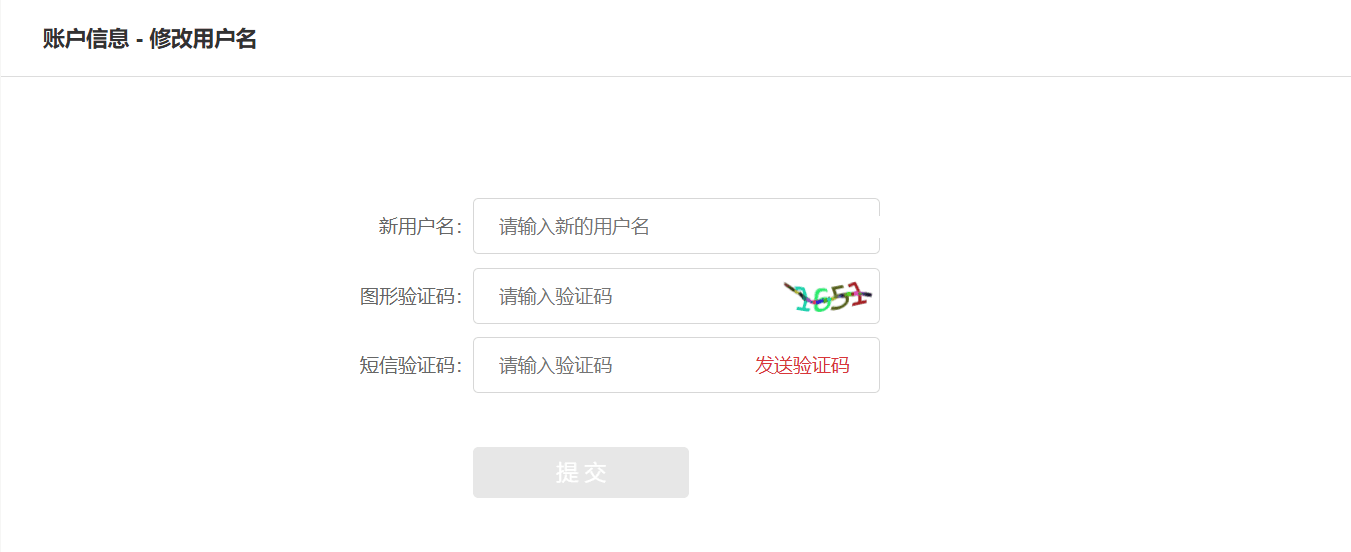 账户信息 - 修改用户名
新用户名： 请输入新的用户名
图形验证码： 请输入验证码 1651
短信验证码： 请输入验证码 发送验证码
提 交